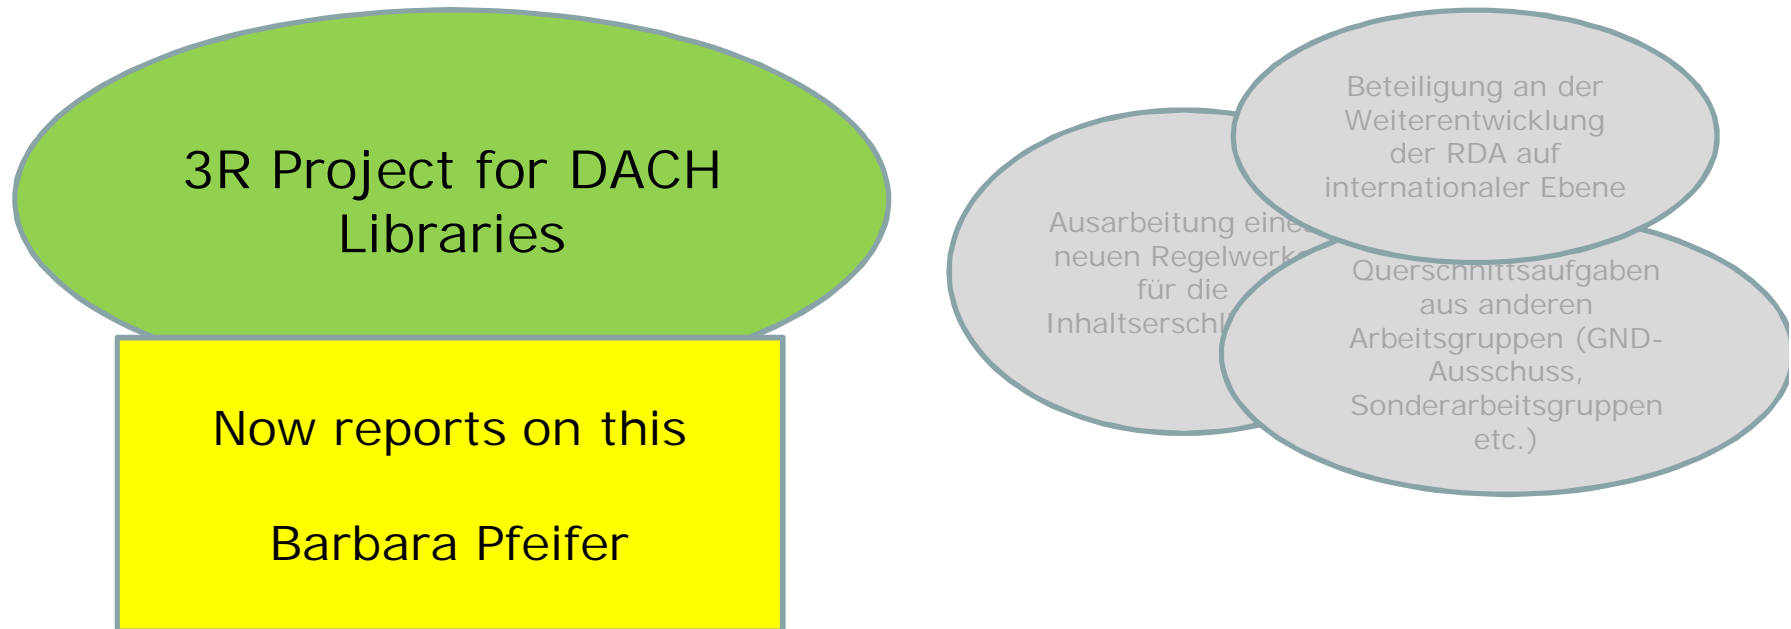 3R Project for DACH
Libraries
Now reports on this
Barbara Pfeifer
Ausarbeitung
neuen
für die
Beteiligung an der
Weiterentwicklung
der RDA auf
internationaler Ebene
Querschnittsaufgaben
aus anderen
Arbeitsgruppen (GND-
Ausschuss,
Sonderarbeitsgruppen
etc.)